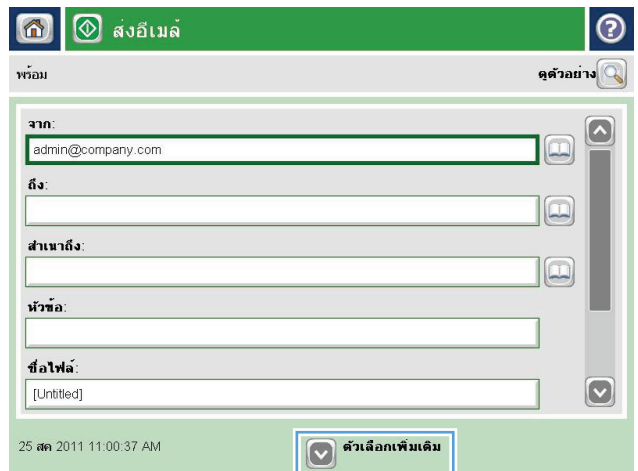 ส่งอีเมล์
พร้อม ดูตัวอย่าง
จาก:
admin@company.com
ถึง:
สำเนาถึง:
หัวข้อ:
ชื่อไฟล์:
[Untitled]
25 สค 2011 11:00:37 AM ตัวเลือกเพิ่มเติม